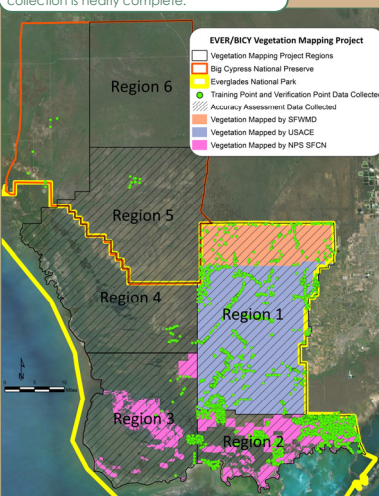 collection is nearly complete.
EVER/BICY Vegetation Mapping Project
Vegetation Mapping Project Regions
Big Cypress National Preserve
Everglades National Park
Training Point and Verification Point Data Collected
Accuracy Assessment Data Collected
Vegetation Mapped by SFWMD
Vegetation Mapped by USACE
Vegetation Mapped by NPS SFCN
Region 6
Region 5
Region 4
Region 1
Region 3
Region 2
N